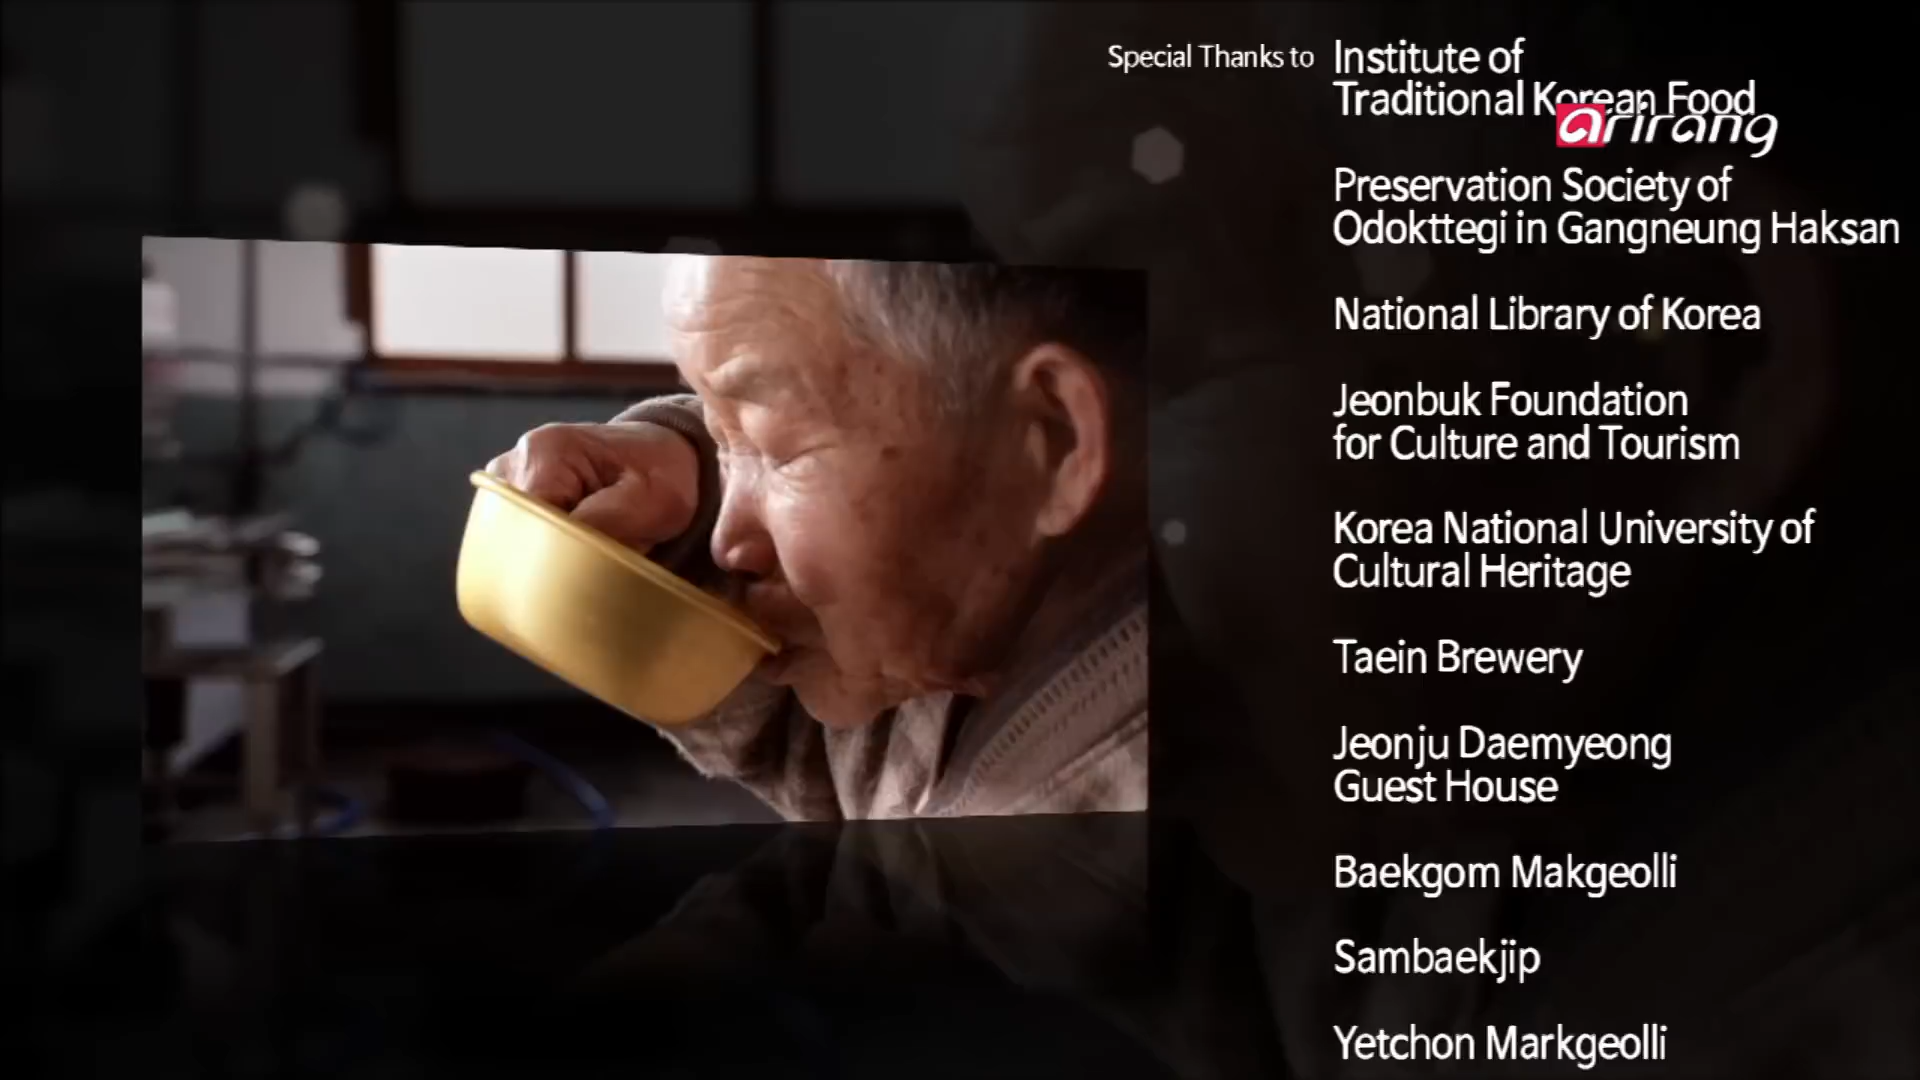 Special Thanks to
Institute of
Traditional Korean Food
arirang
Preservation Society of
Odokttegi in Gangneung Haksan
National Library of Korea
Jeonbuk Foundation
for Culture and Tourism
Korea National University of
Cultural Heritage
Taein Brewery
Jeonju Daemyeong
Guest House
Baekgom Makgeolli
Sambaekjip
Yetchon Markgeolli